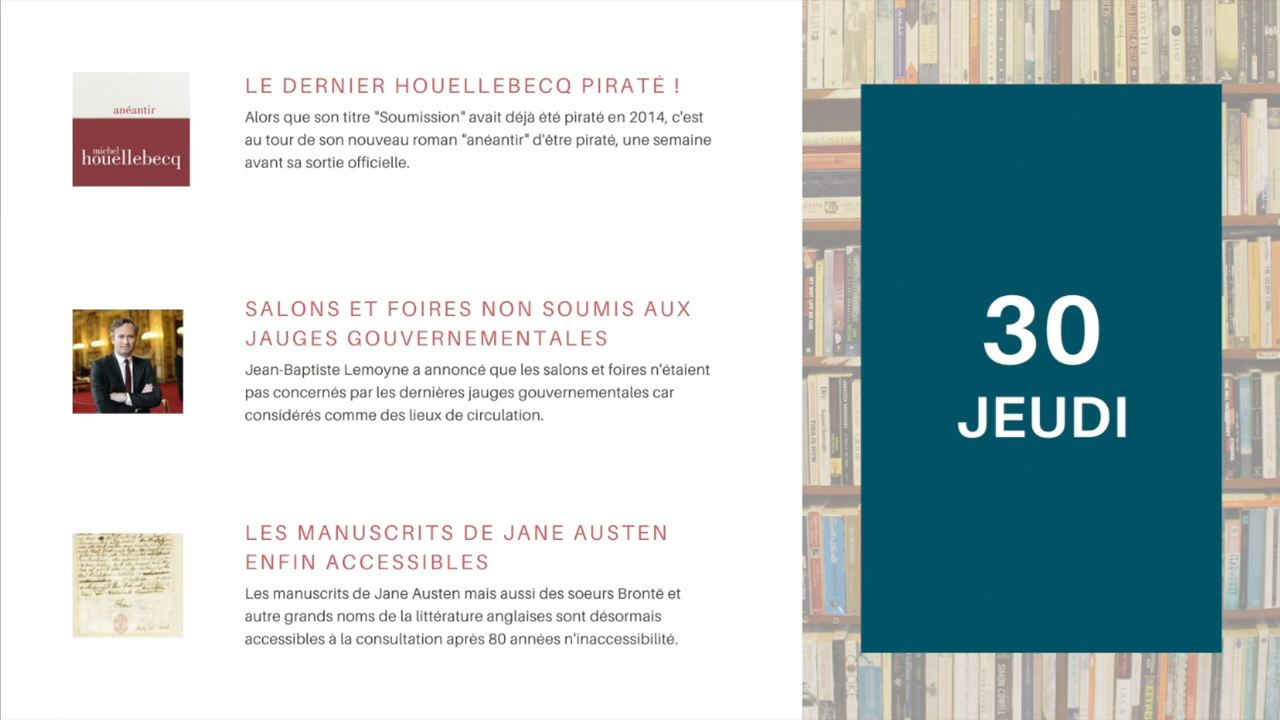 anéantir
michel
houellebecq
LE DERNIER HOUELLEBECQ PIRATÉ !
Alors que son titre "Soumission" avait déjà été piraté en 2014, c'est
au tour de son nouveau roman "anéantir" d'être piraté, une semaine
avant sa sortie officielle.
SALONS ET FOIRES NON SOUMIS AUX
JAUGES GOUVERNEMENTALES
Jean-Baptiste Lemoyne a annoncé que les salons et foires n'étaient
pas concernés par les dernières jauges gouvernementales car
considérés comme des lieux de circulation.
LES MANUSCRITS DE JANE AUSTEN
ENFIN ACCESSIBLES
Les manuscrits de Jane Austen mais aussi des soeurs Brontë et
autre grands noms de la littérature anglaises sont désormais
accessibles à la consultation après 80 années n'inaccessibilité.
30
JEUDI